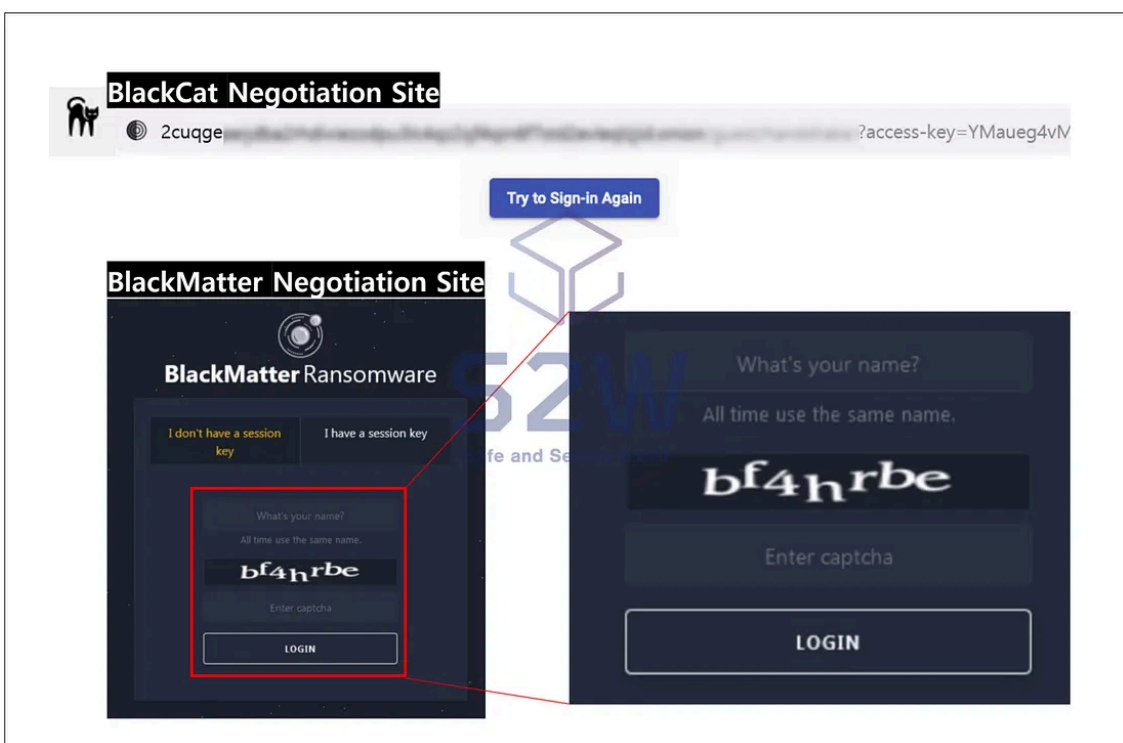 BlackCat Negotiation Site
2cuqge ?access-key=YMaueg4vM
Try to Sign-in Again
BlackMatter Negotiation Site
BlackMatter Ransomware
I don't have a session
key
I have a session key
What's your name?
All time use the same name.
bf4hrbe
Enter captcha
LOGIN
What's your name?
All time use the same name.
bf4hrbe
Enter captcha
LOGIN
S2W